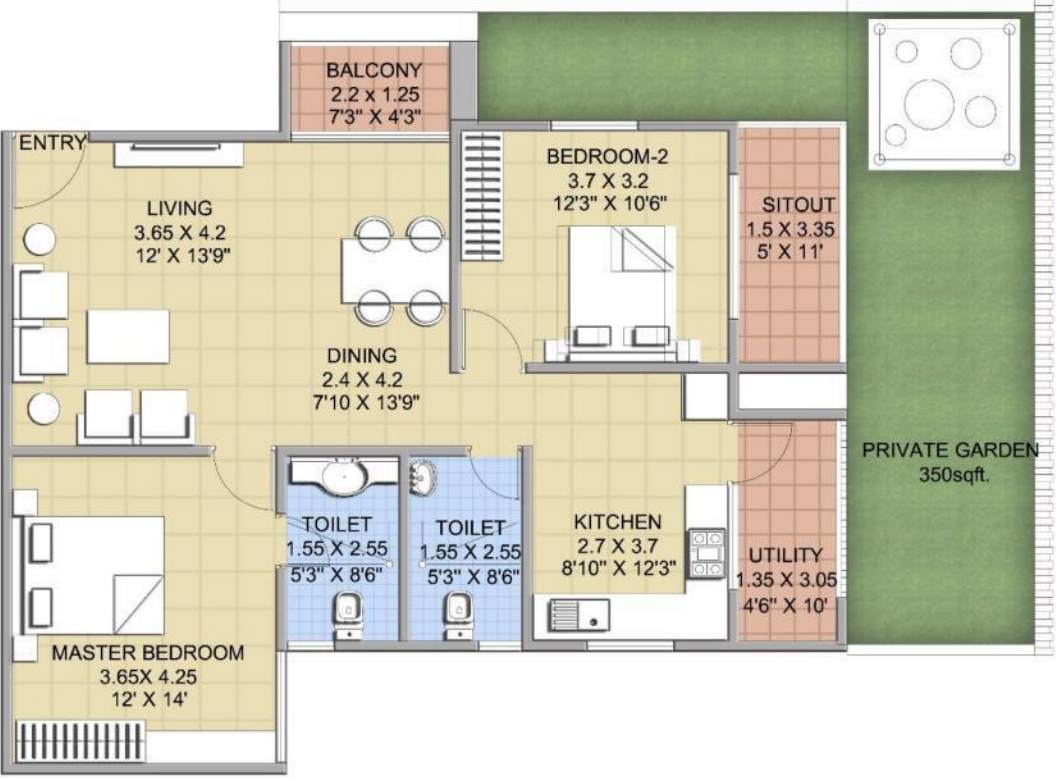 BALCONY
2.2 x 1.25
7'3" X 4'3"
ENTRY
LIVING
3.65 X 4.2
12' X 13'9"
BEDROOM-2
3.7 X 3.2
12'3" X 10'6"
SITOUT
1.5 X 3.35
5' X 11'
DINING
2.4 X 4.2
7'10 X 13'9"
PRIVATE GARDEN
350sqft.
TOILET
1.55 X 2.55
5'3" X 8'6"
TOILET
1.55 X 2.55
5'3" X 8'6"
KITCHEN
2.7 X 3.7
8'10" X 12'3"
UTILITY
1.35 X 3.05
4'6" X 10'
MASTER BEDROOM
3.65X 4.25
12' X 14'